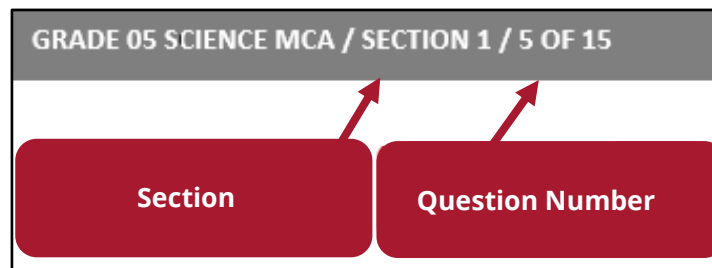 GRADE 05 SCIENCE MCA / SECTION 1 / 5 OF 15
Section
Question Number